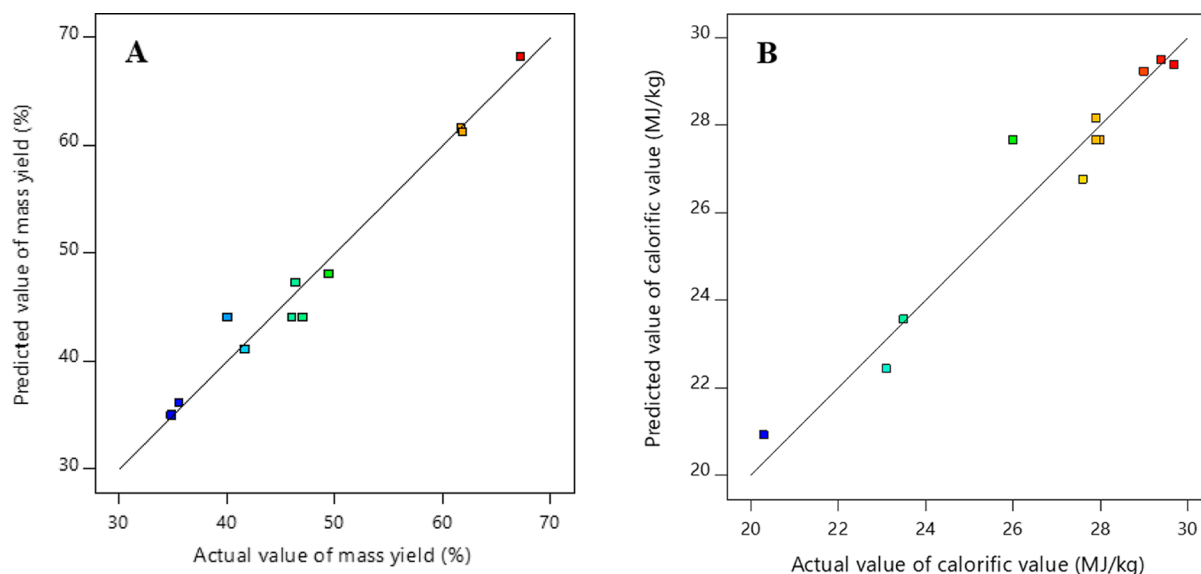 A
Predicted value of mass yield (%)
70
60
50
40
30
30 40 50 60 70
Actual value of mass yield (%)
B
Predicted value of calorific value (MJ/kg)
30
28
26
24
22
20
20 22 24 26 28 30
Actual value of calorific value (MJ/kg)